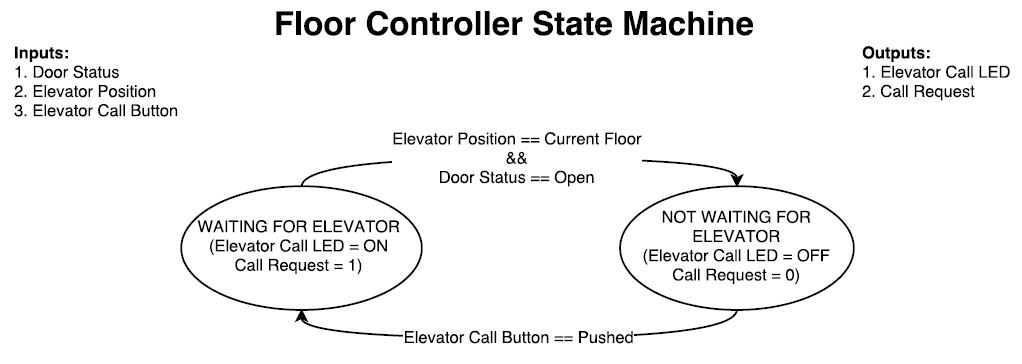 Floor Controller State Machine
Inputs:
1. Door Status
2. Elevator Position
3. Elevator Call Button
Outputs:
1. Elevator Call LED
2. Call Request
Elevator Position == Current Floor
&&
Door Status == Open
WAITING FOR ELEVATOR
(Elevator Call LED = ON
Call Request = 1)
NOT WAITING FOR
ELEVATOR
(Elevator Call LED = OFF
Call Request = 0)
Elevator Call Button == Pushed